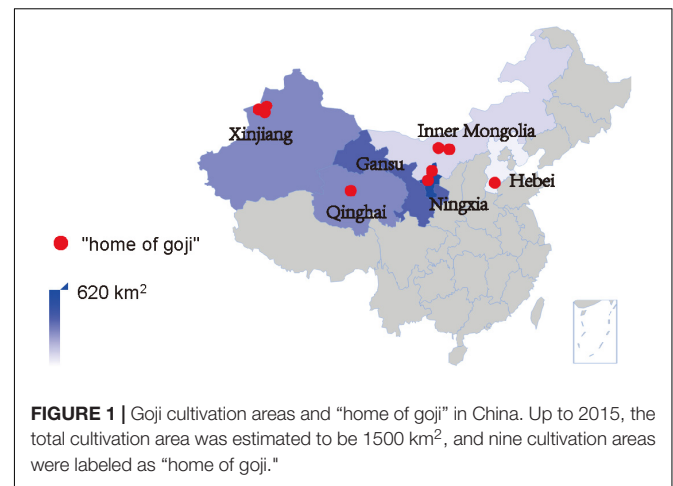 Xinjiang
Inner Mongolia
Gansu
Hebei
Ningxia
Qinghai
"home of goji"
620 km²
FIGURE 1 | Goji cultivation areas and “home of goji” in China. Up to 2015, the
total cultivation area was estimated to be 1500 km², and nine cultivation areas
were labeled as “home of goji."